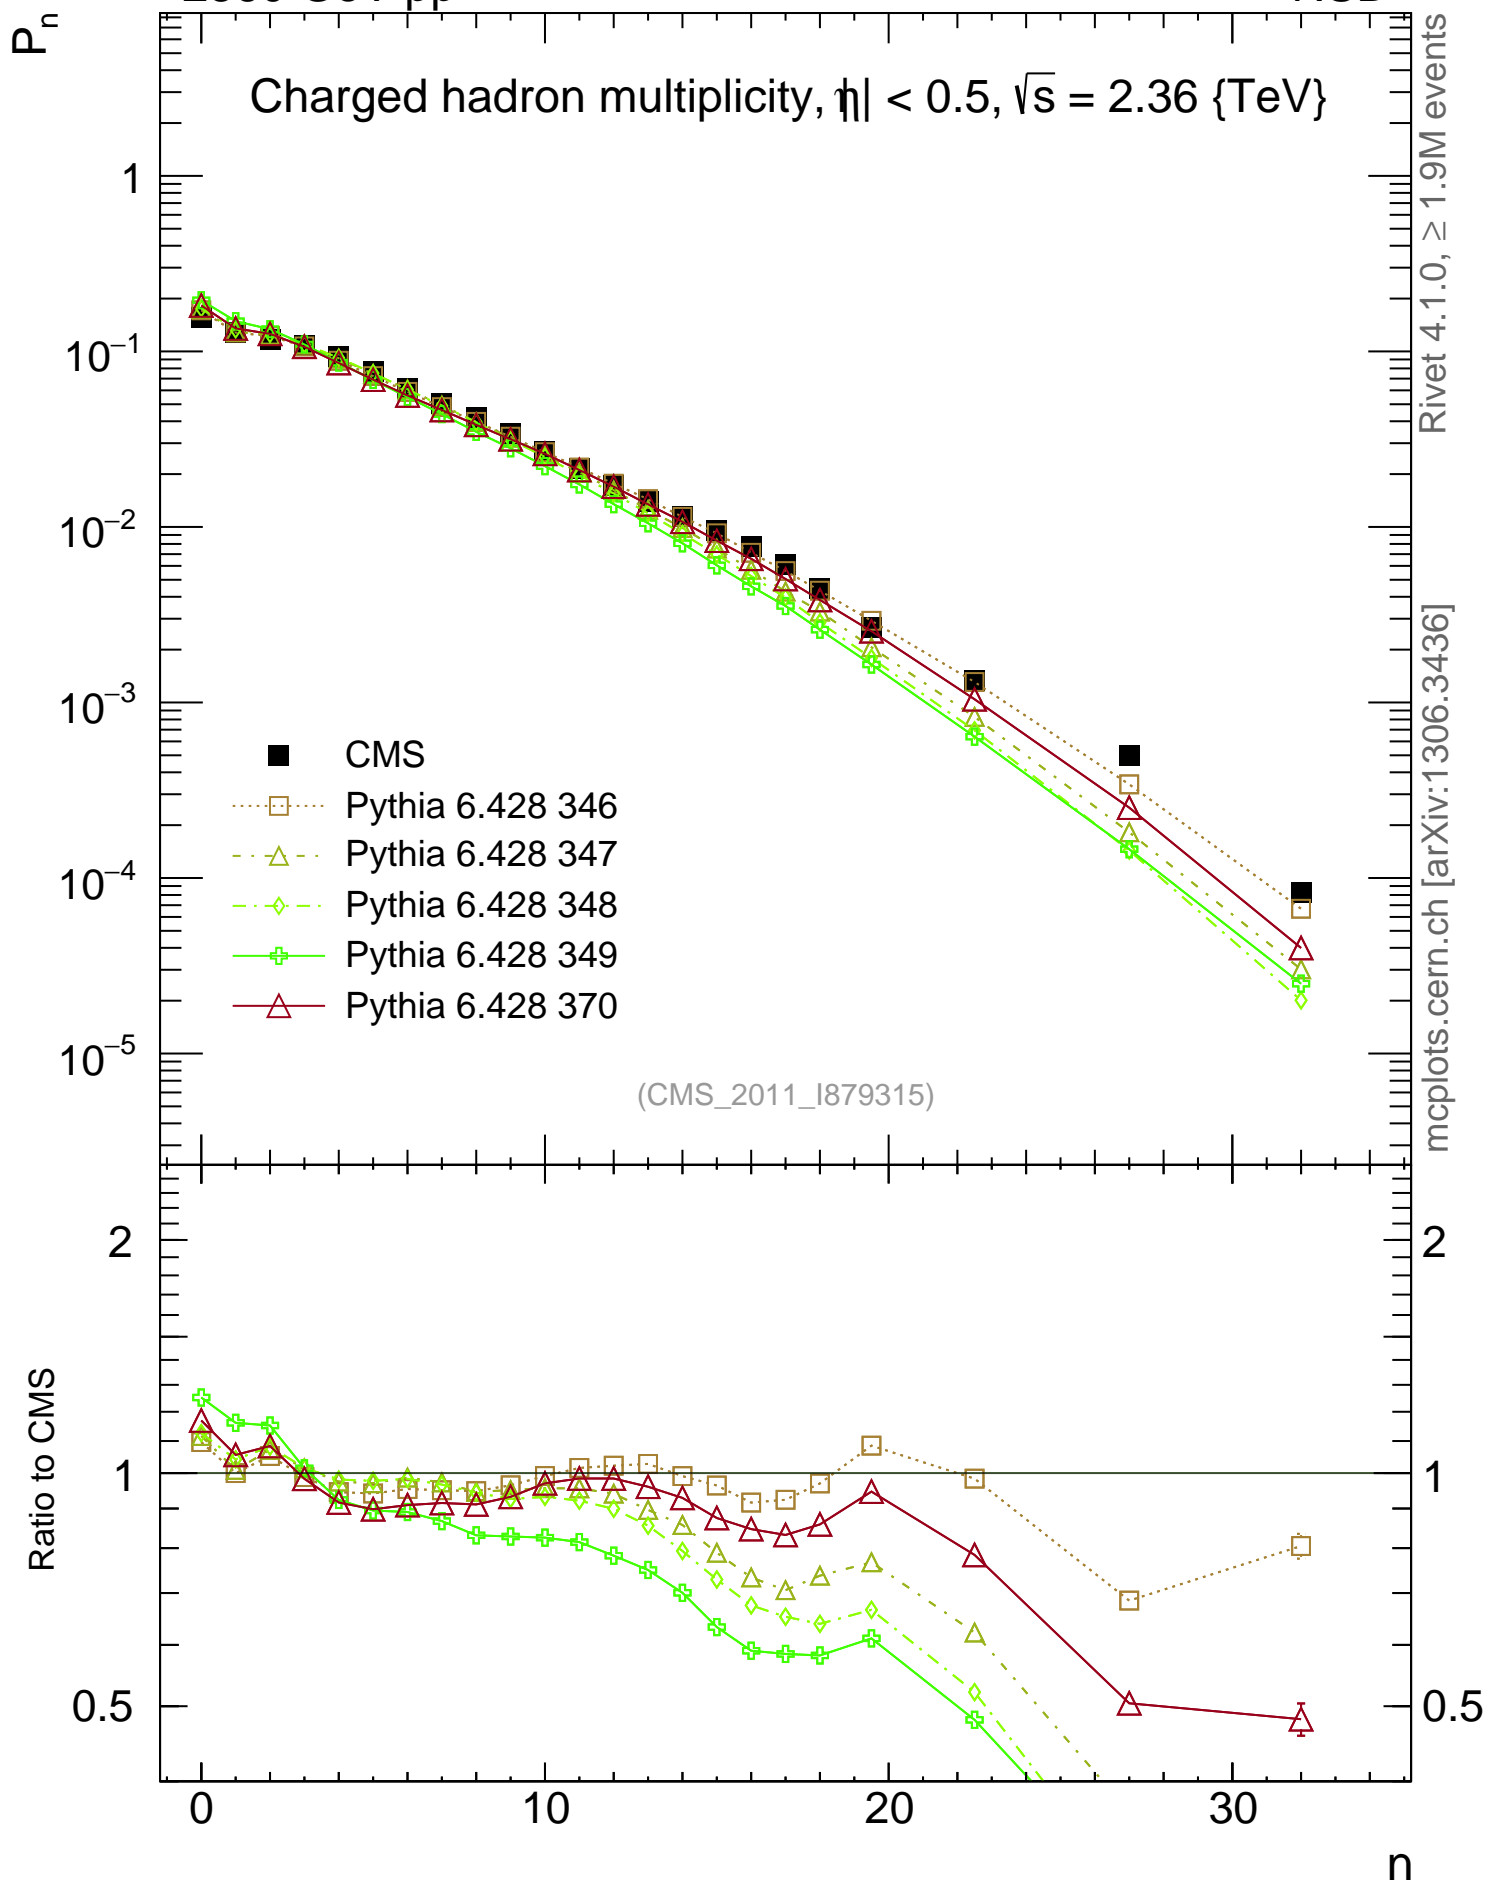 P_n
Charged hadron multiplicity, |η| < 0.5, √s = 2.36 {TeV}
1
10⁻¹
10⁻²
10⁻³
10⁻⁴
10⁻⁵
CMS
Pythia 6.428 346
Pythia 6.428 347
Pythia 6.428 348
Pythia 6.428 349
Pythia 6.428 370
(CMS_2011_I879315)
Rivet 4.1.0, ≥ 1.9M events
mcplots.cern.ch [arXiv:1306.3436]
Ratio to CMS
2
1
0.5
2
1
0.5
0 10 20 30
n